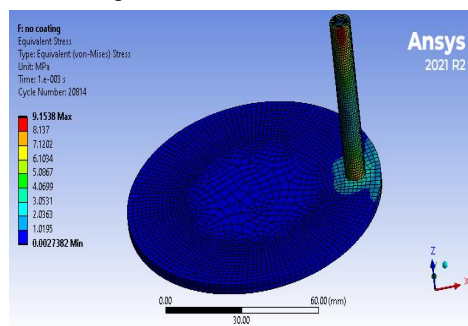 F: no coating
Equivalent Stress
Type: Equivalent (von-Mises) Stress
Unit: MPa
Time: 1.e-003 s
Cycle Number: 20814
9.1538 Max
8.137
7.1202
6.1034
5.0867
4.0699
3.0531
2.0363
1.0195
0.0027382 Min
Ansys
2021 R2
Z
X
0.00
60.00 (mm)
30.00